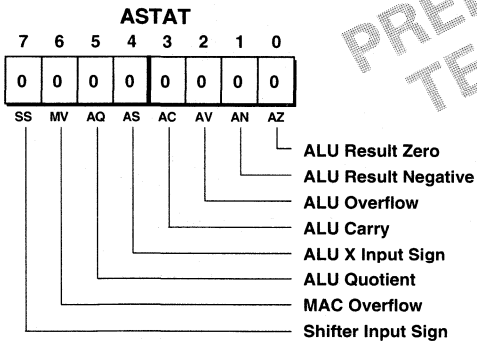 ASTAT
7 6 5 4 3 2 1 0
0 0 0 0 0 0 0 0
SS MV AQ AS AC AV AN AZ
ALU Result Zero
ALU Result Negative
ALU Overflow
ALU Carry
ALU X Input Sign
ALU Quotient
MAC Overflow
Shifter Input Sign